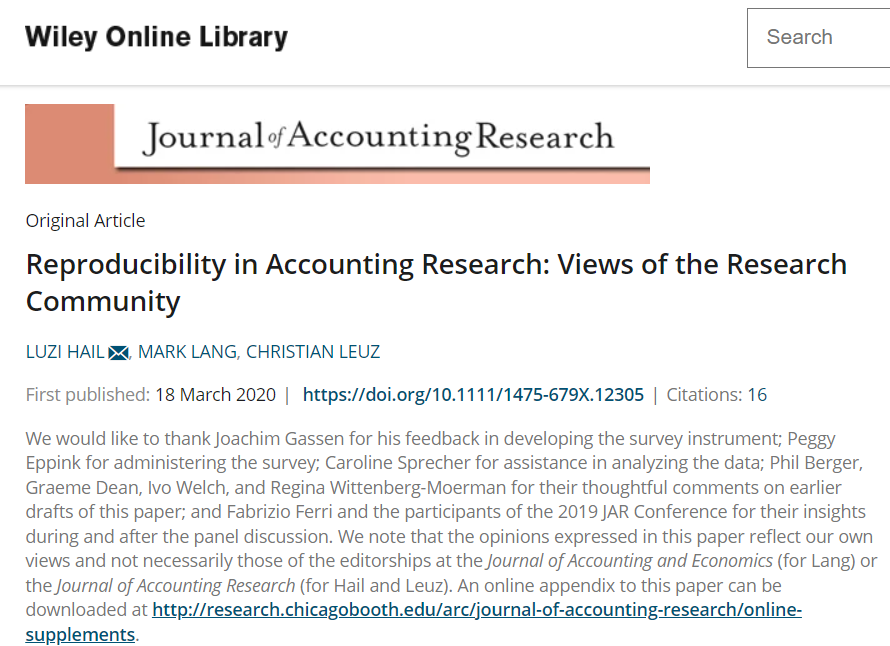 Wiley Online Library
Search
Journal of Accounting Research
Original Article
Reproducibility in Accounting Research: Views of the Research
Community
LUZI HAIL, MARK LANG, CHRISTIAN LEUZ
First published: 18 March 2020 | https://doi.org/10.1111/1475-679X.12305 | Citations: 16
We would like to thank Joachim Gassen for his feedback in developing the survey instrument; Peggy
Eppink for administering the survey; Caroline Sprecher for assistance in analyzing the data; Phil Berger,
Graeme Dean, Ivo Welch, and Regina Wittenberg-Moerman for their thoughtful comments on earlier
drafts of this paper; and Fabrizio Ferri and the participants of the 2019 JAR Conference for their insights
during and after the panel discussion. We note that the opinions expressed in this paper reflect our own
views and not necessarily those of the editorships at the Journal of Accounting and Economics (for Lang) or
the Journal of Accounting Research (for Hail and Leuz). An online appendix to this paper can be
downloaded at http://research.chicagobooth.edu/arc/journal-of-accounting-research/online-
supplements.